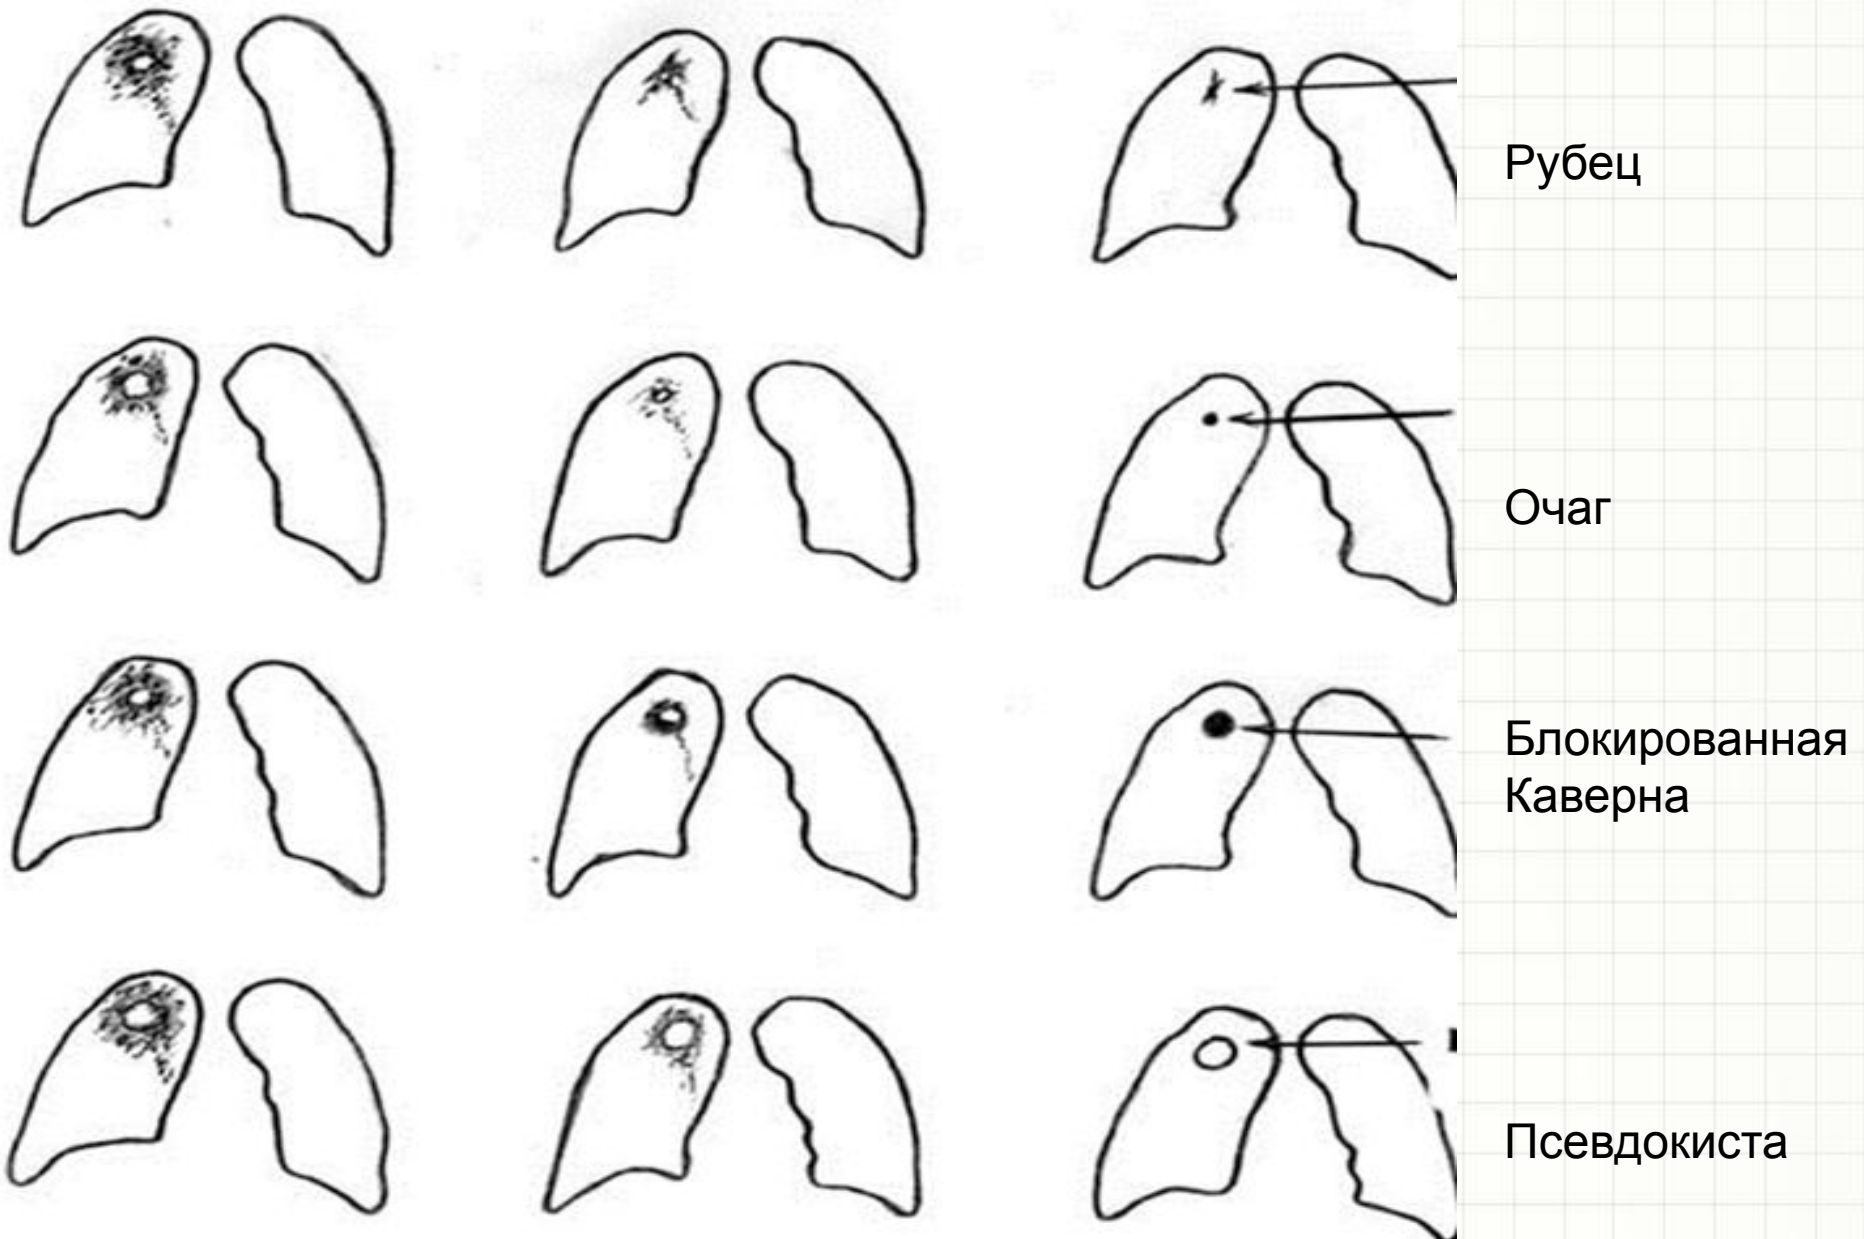 Рубец
Очаг
Блокированная
Каверна
Псевдокиста